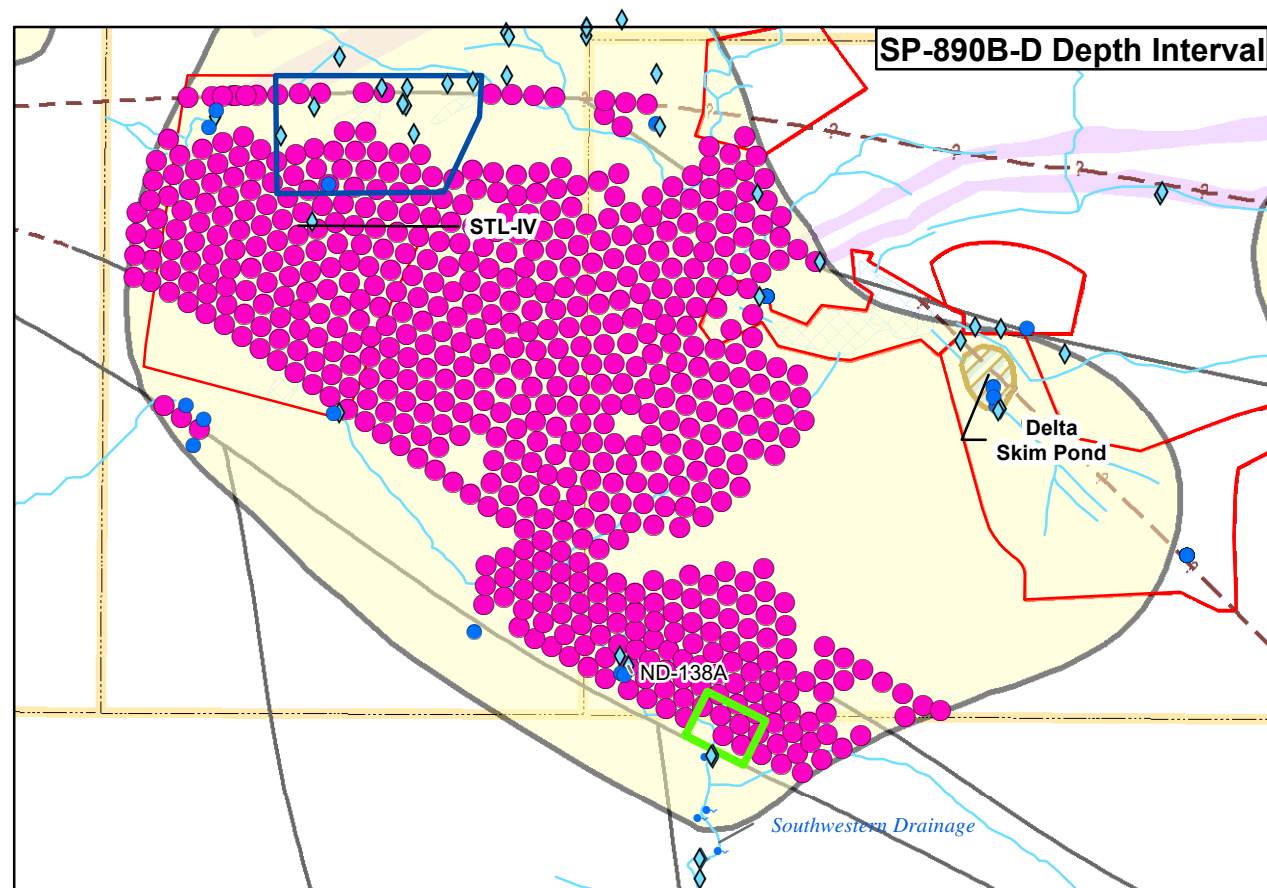 SP-890B-D Depth Interval
?
?
?
?
?
STL-IV
?
Delta
Skim Pond
?
?
ND-138A
Southwestern Drainage